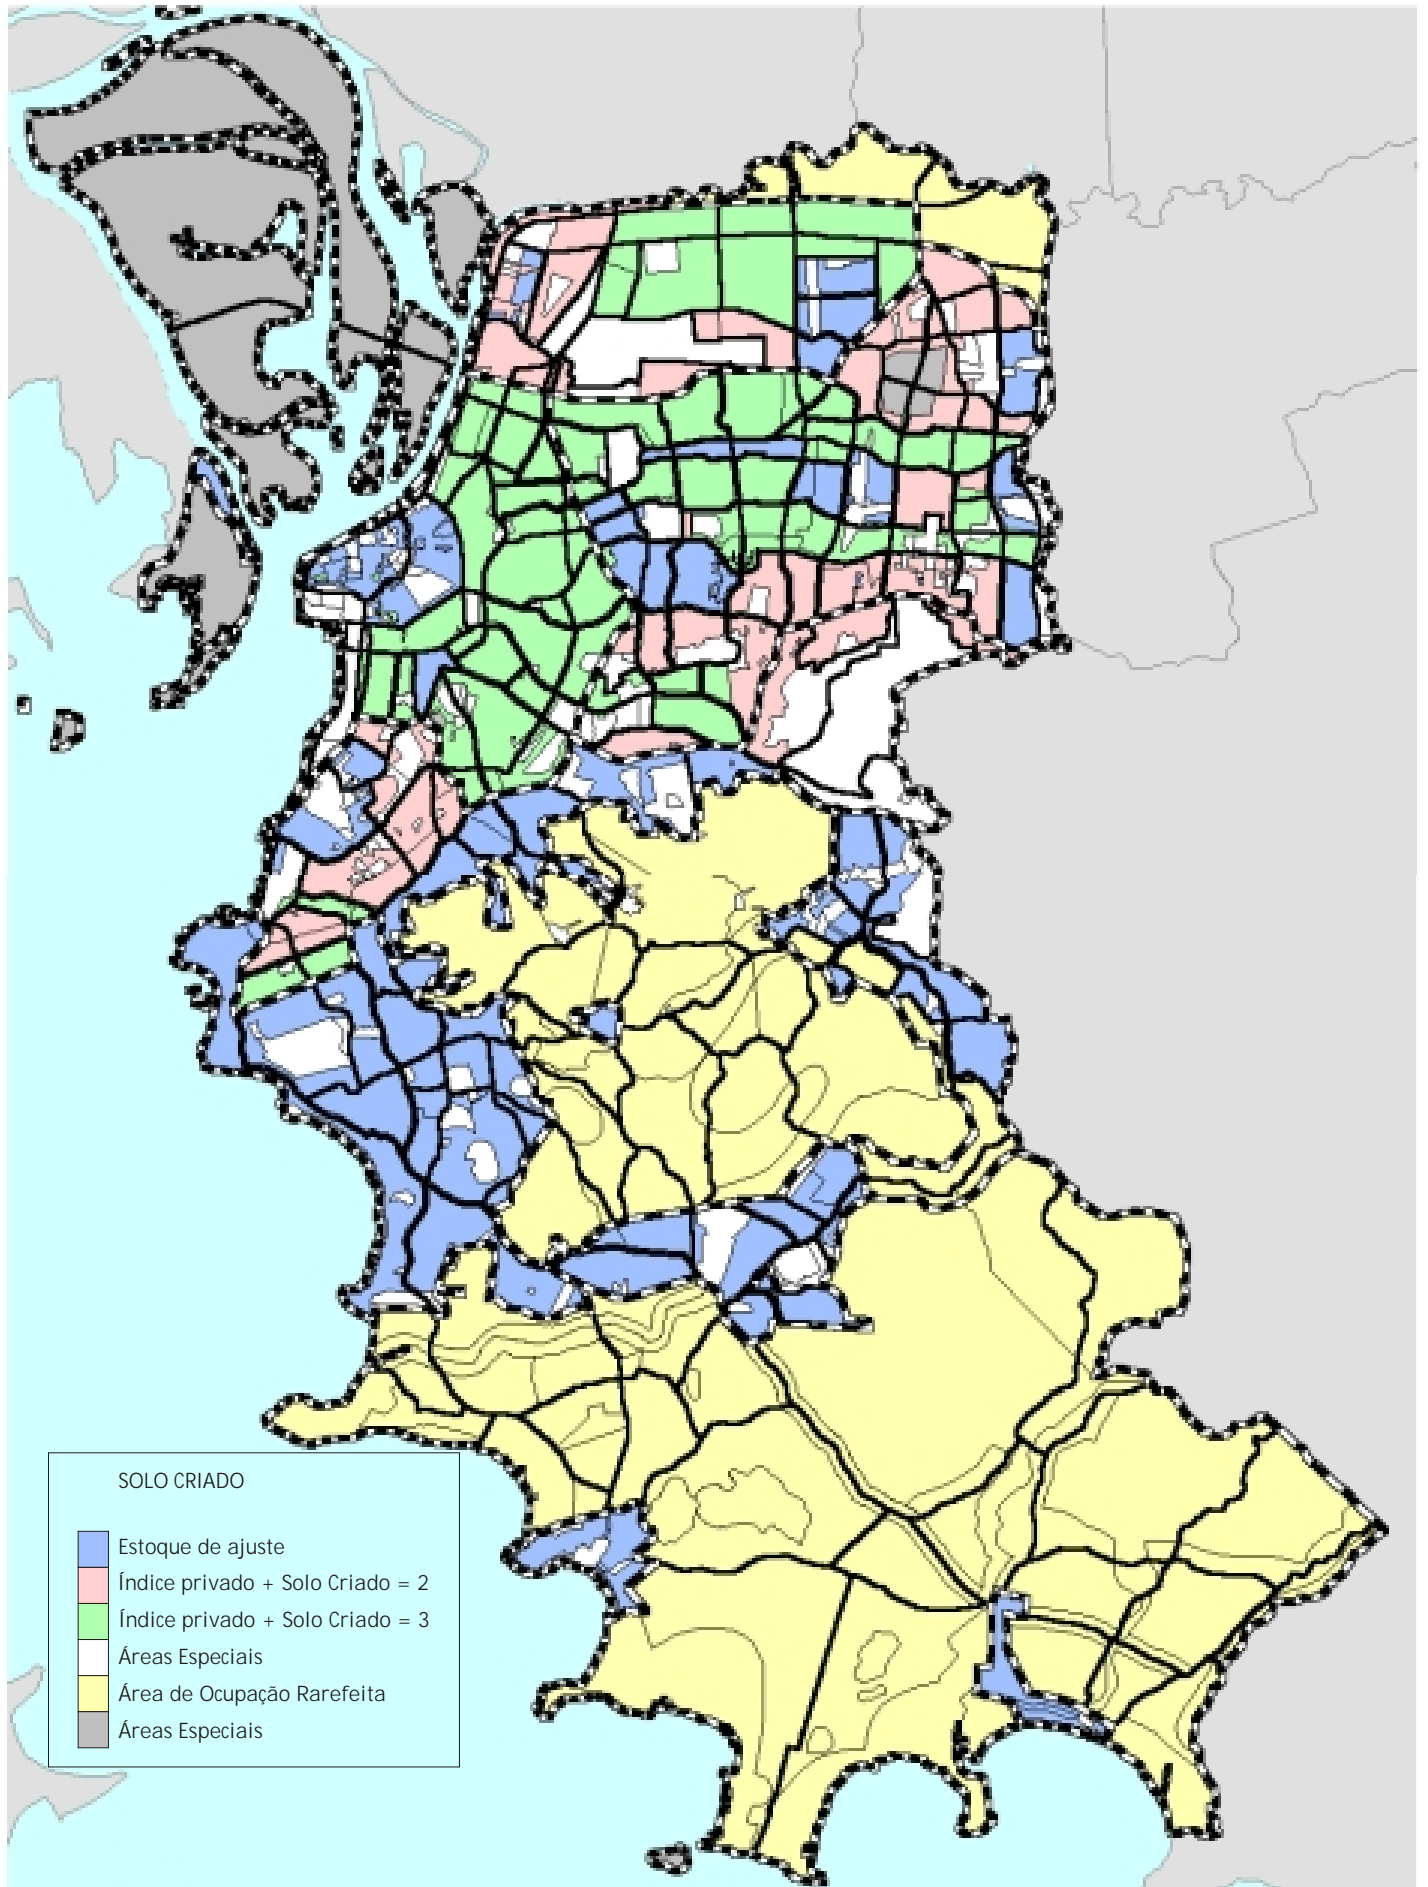 SOLO CRIADO
Estoque de ajuste
Índice privado + Solo Criado = 2
Índice privado + Solo Criado = 3
Áreas Especiais
Área de Ocupação Rarefeita
Áreas Especiais